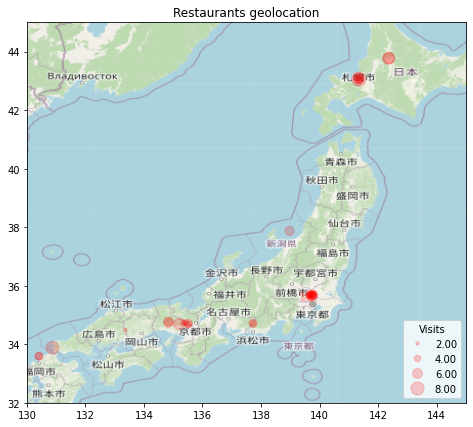 Restaurants geolocation
Владивосток
札幌市
日本
青森市
秋田市
盛岡市
仙台市
新潟県
福島市
金沢市
長野市
宇都宮市
前橋市
福井市
東京都
名古屋市
松江市
京都市
浜松市
広島市
岡山市
東京都
松山市
福岡市
熊本市
Visits
2.00
4.00
6.00
8.00
44
42
40
38
36
34
32
130
132
134
136
138
140
142
144